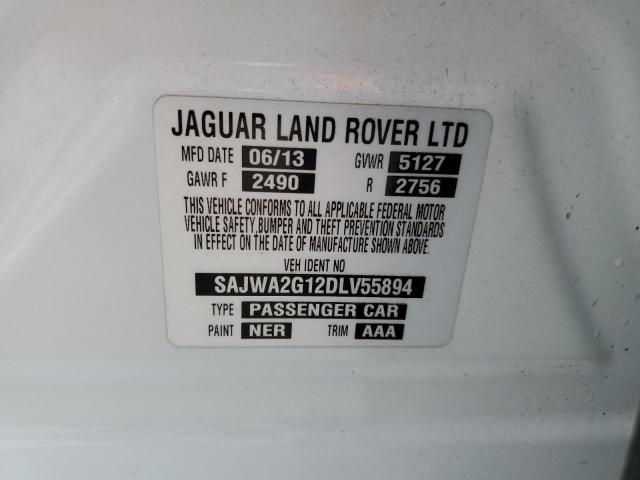 JAGUAR LAND ROVER LTD
MFD DATE 06/13 GVWR 5127
GAWR F 2490 R 2756
THIS VEHICLE CONFORMS TO ALL APPLICABLE FEDERAL MOTOR
VEHICLE SAFETY,BUMPER AND THEFT PREVENTION STANDARDS
IN EFFECT ON THE DATE OF MANUFACTURE SHOWN ABOVE.
VEH IDENT NO
SAJWA2G12DLV55894
TYPE PASSENGER CAR
PAINT NER TRIM AAA